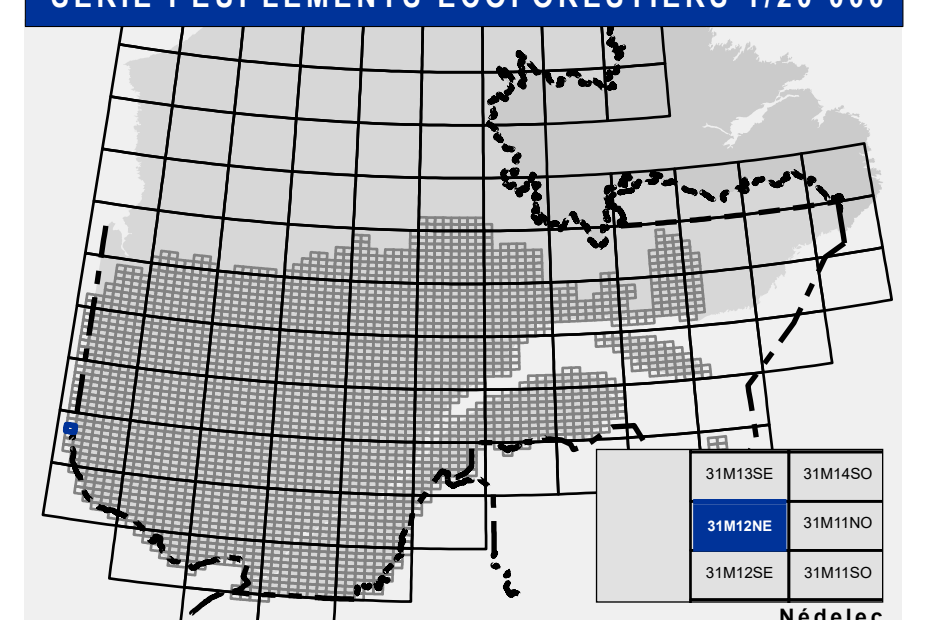 SÉRIE PEUPLEMENTS ÉCOFORESTIERS 1/20 000
31M13SE 31M14SO
31M12NE 31M11NO
31M12SE 31M11SO
Nédelec